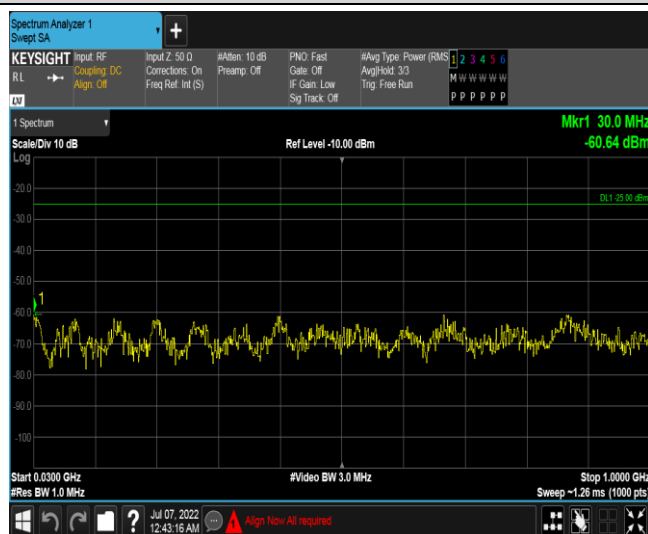 Spectrum Analyzer 1
Swept SA
+
KEYSIGHT
RL
LXI
Input: RF
Coupling: DC
Align: Off
Input Z: 50 Ω
Corrections: On
Freq Ref: Int (S)
#Atten: 10 dB
Preamp: Off
PNO: Fast
Gate: Off
IF Gain: Low
Sig Track: Off
#Avg Type: Power (RMS
Avg|Hold: 3/3
Trig: Free Run
1 2 3 4 5 6
M W W W W W
P P P P P P
1 Spectrum
Scale/Div 10 dB
Log
Ref Level -10.00 dBm
Mkr1 30.0 MHz
-60.64 dBm
DL1 -25.00 dBm
-20.0
-30.0
-40.0
-50.0
1
-60.0
-70.0
-80.0
-90.0
-100
Start 0.0300 GHz
#Res BW 1.0 MHz
#Video BW 3.0 MHz
Stop 1.0000 GHz
Sweep ~1.26 ms (1000 pts)
?
Jul 07, 2022
12:43:16 AM
Align Now All required